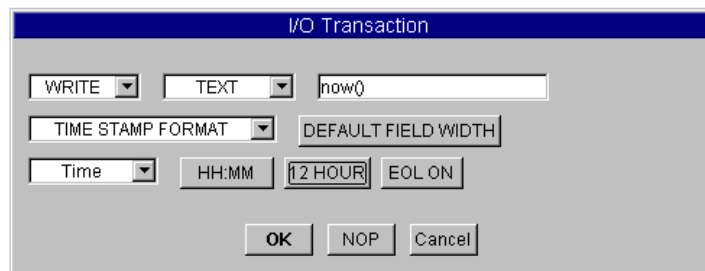 I/O Transaction
WRITE TEXT now()
TIME STAMP FORMAT DEFAULT FIELD WIDTH
Time HH:MM 12 HOUR EOL ON
OK NOP Cancel